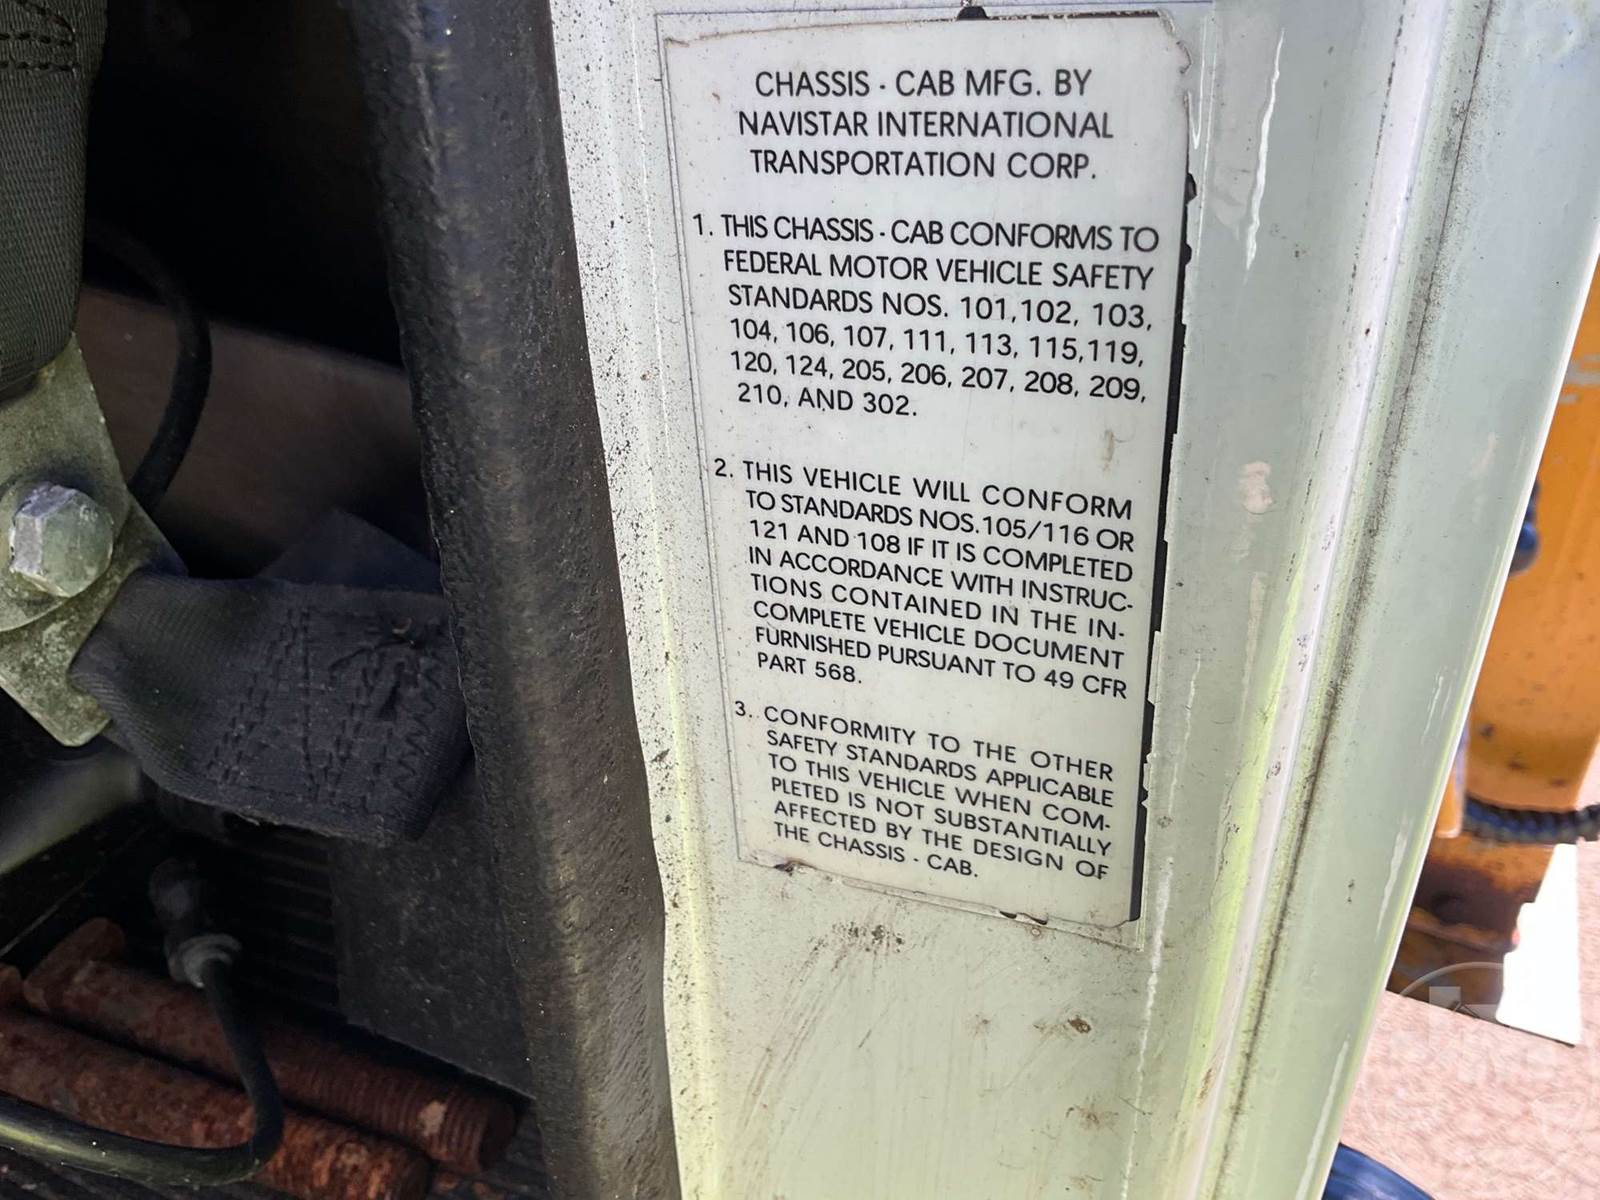 CHASSIS - CAB MFG. BY
NAVISTAR INTERNATIONAL
TRANSPORTATION CORP.
1. THIS CHASSIS - CAB CONFORMS TO
FEDERAL MOTOR VEHICLE SAFETY
STANDARDS NOS. 101,102, 103,
104, 106, 107, 111, 113, 115,119,
120, 124, 205, 206, 207, 208, 209,
210, AND 302.
2. THIS VEHICLE WILL CONFORM
TO STANDARDS NOS.105/116 OR
121 AND 108 IF IT IS COMPLETED
IN ACCORDANCE WITH INSTRUC-
TIONS CONTAINED IN THE IN-
COMPLETE VEHICLE DOCUMENT
FURNISHED PURSUANT TO 49 CFR
PART 568.
3. CONFORMITY TO THE OTHER
SAFETY STANDARDS APPLICABLE
TO THIS VEHICLE WHEN COM-
PLETED IS NOT SUBSTANTIALLY
AFFECTED BY THE DESIGN OF
THE CHASSIS - CAB.